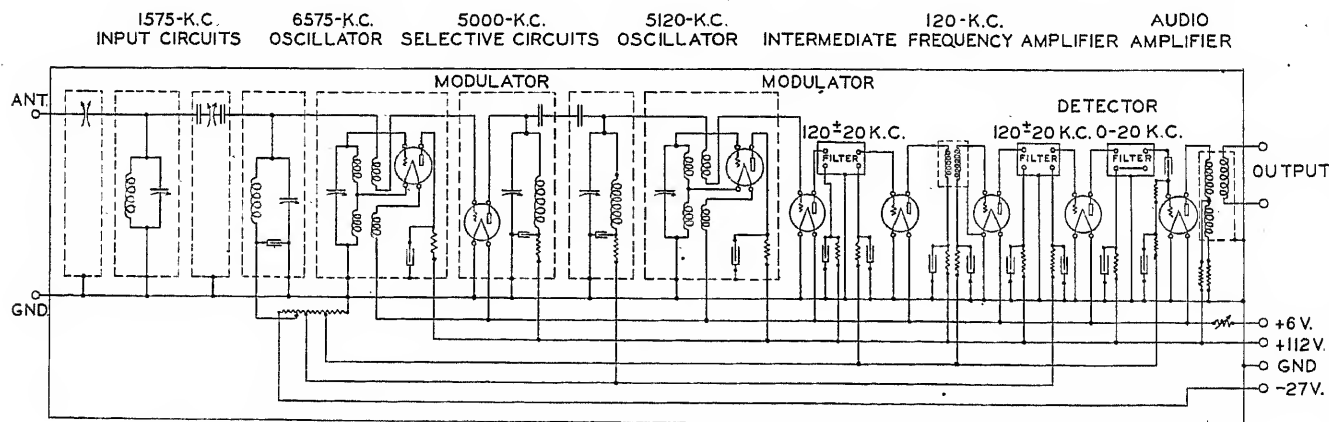 1575-K.C. 6575-K.C. 5000-K.C. 5120-K.C. 120-K.C. AUDIO
INPUT CIRCUITS OSCILLATOR SELECTIVE CIRCUITS OSCILLATOR INTERMEDIATE FREQUENCY AMPLIFIER AMPLIFIER
MODULATOR MODULATOR
ANT. DETECTOR
120±20 K.C. 120±20 K.C. 0-20 K.C.
FILTER FILTER FILTER
OUTPUT
GND.
+6 V.
+112 V.
GND
-27V.